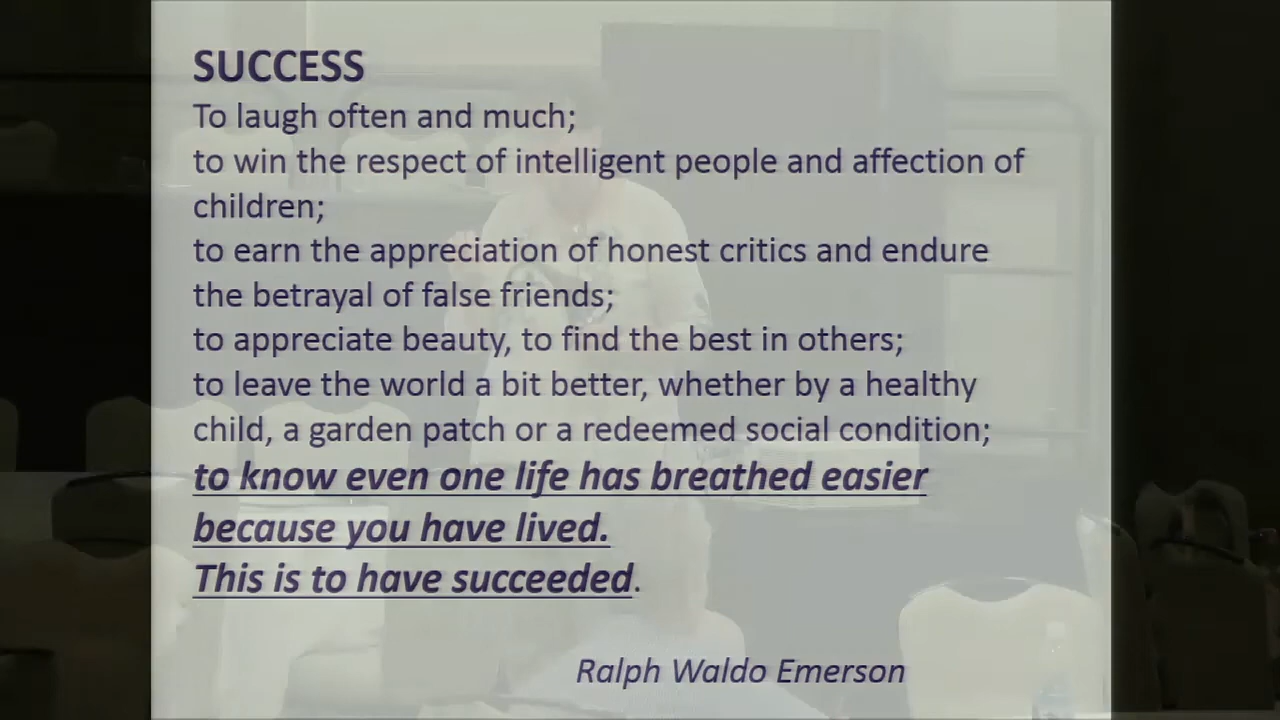 SUCCESS
To laugh often and much;
to win the respect of intelligent people and affection of
children;
to earn the appreciation of honest critics and endure
the betrayal of false friends;
to appreciate beauty, to find the best in others;
to leave the world a bit better, whether by a healthy
child, a garden patch or a redeemed social condition;
to know even one life has breathed easier
because you have lived.
This is to have succeeded.
Ralph Waldo Emerson